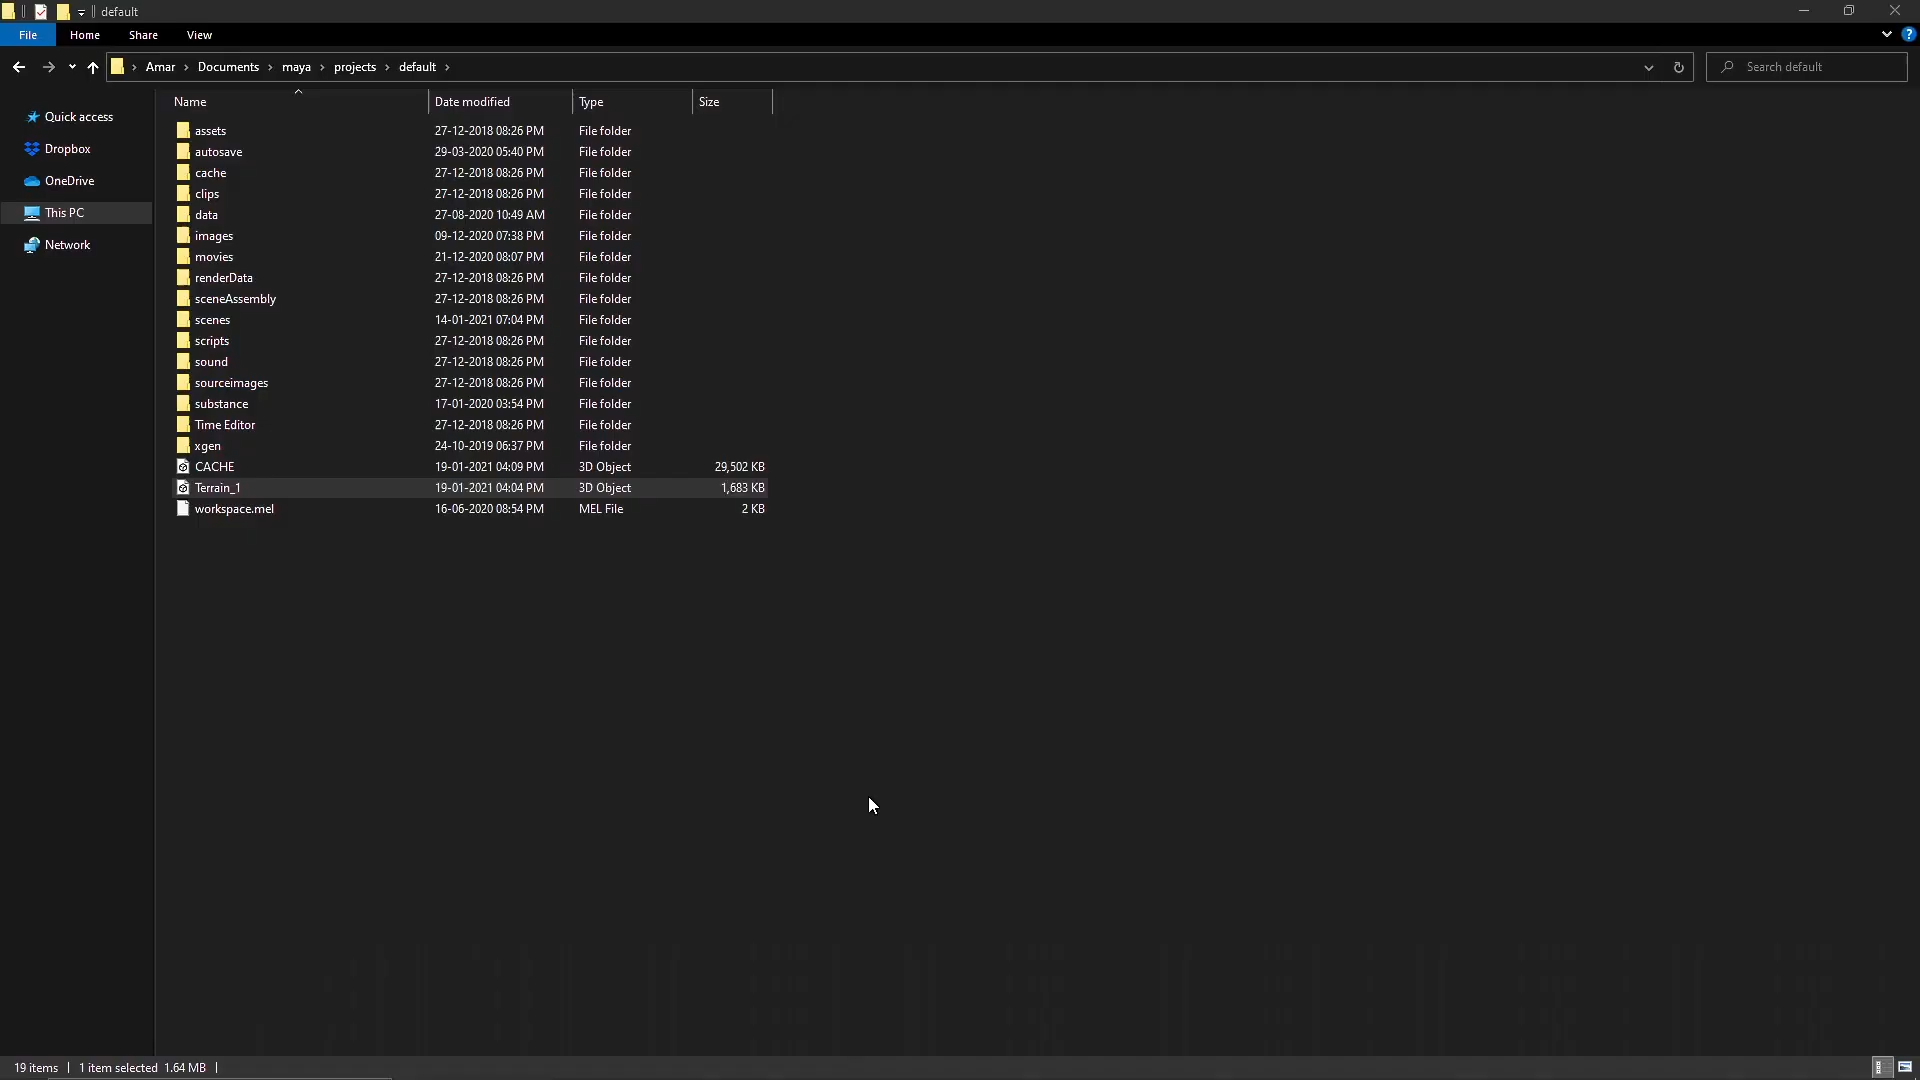 default
File Home Share View
Amar Documents maya projects default Search default
Name Date modified Type Size
Quick access
Dropbox
OneDrive
This PC
Network
assets 27-12-2018 08:26 PM File folder
autosave 29-03-2020 05:40 PM File folder
cache 27-12-2018 08:26 PM File folder
clips 27-12-2018 08:26 PM File folder
data 27-08-2020 10:49 AM File folder
images 09-12-2020 07:38 PM File folder
movies 21-12-2020 08:07 PM File folder
renderData 27-12-2018 08:26 PM File folder
sceneAssembly 27-12-2018 08:26 PM File folder
scenes 14-01-2021 07:04 PM File folder
scripts 27-12-2018 08:26 PM File folder
sound 27-12-2018 08:26 PM File folder
sourceimages 27-12-2018 08:26 PM File folder
substance 17-01-2020 03:54 PM File folder
Time Editor 27-12-2018 08:26 PM File folder
xgen 24-10-2019 06:37 PM File folder
CACHE 19-01-2021 04:09 PM 3D Object 29,502 KB
Terrain_1 19-01-2021 04:04 PM 3D Object 1,683 KB
workspace.mel 16-06-2020 08:54 PM MEL File 2 KB
19 items 1 item selected 1.64 MB